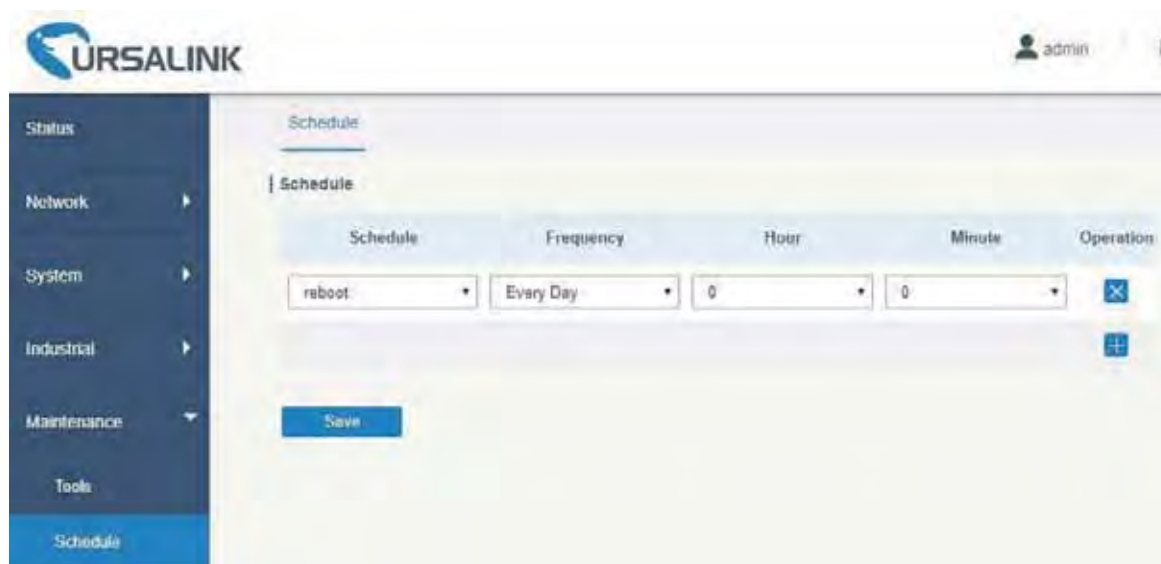 URSALINK
admin
Status
Schedule
Network
Schedule
Schedule Frequency Hour Minute Operation
System
reboot Every Day 0 0
Industrial
Maintenance
Save
Tools
Schedule